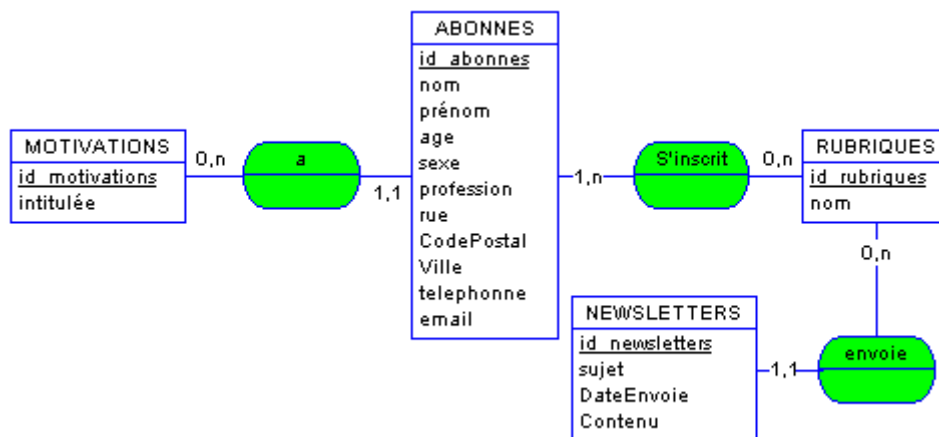 MOTIVATIONS
id_motivations
intitulée
0,n
a
1,1
ABONNES
id_abonnes
nom
prénom
age
sexe
profession
rue
CodePostal
Ville
telephonne
email
1,n
S'inscrit
0,n
RUBRIQUES
id_rubriques
nom
0,n
envoie
1,1
NEWSLETTERS
id_newsletters
sujet
DateEnvoie
Contenu